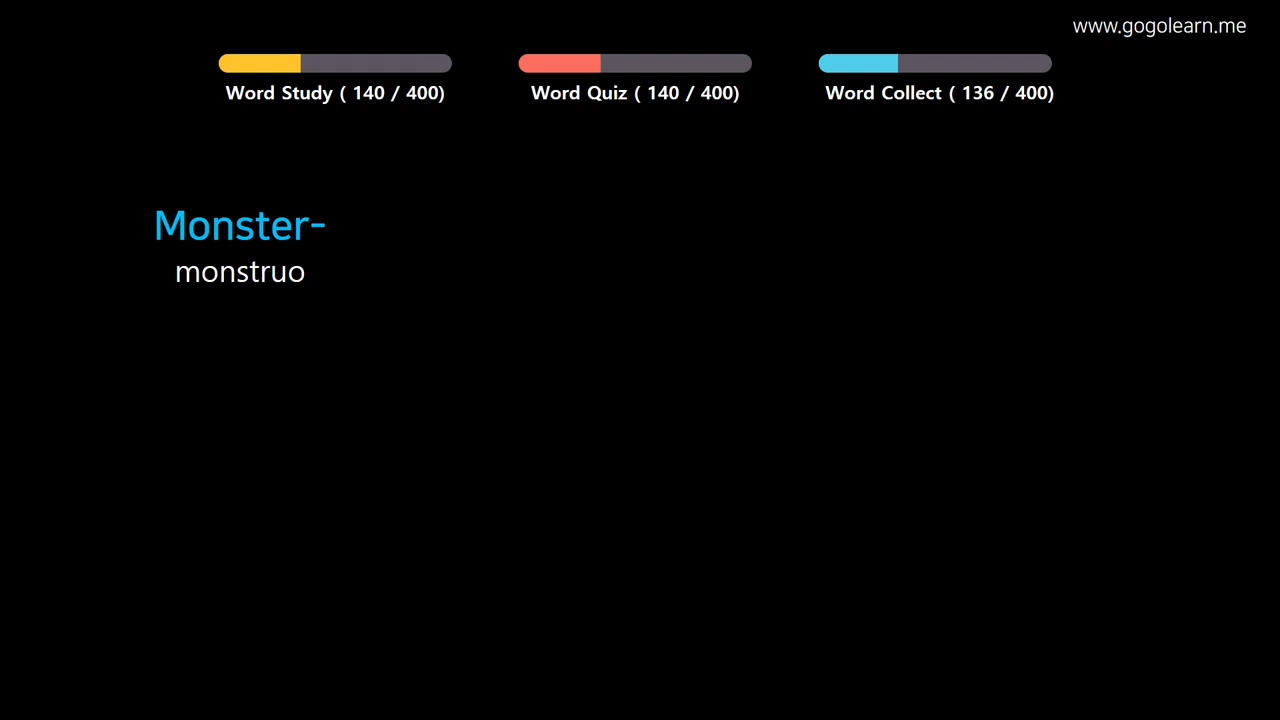 www.gogolearn.me
Word Study ( 140 / 400)
Word Quiz ( 140 / 400)
Word Collect ( 136 / 400)
Monster-
monstruo